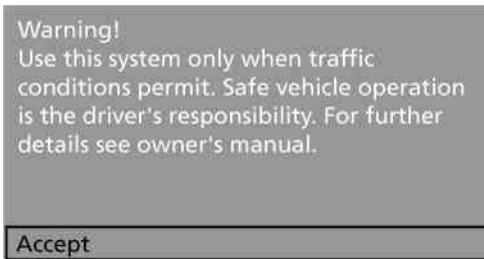 Warning!
Use this system only when traffic
conditions permit. Safe vehicle operation
is the driver's responsibility. For further
details see owner's manual.
Accept